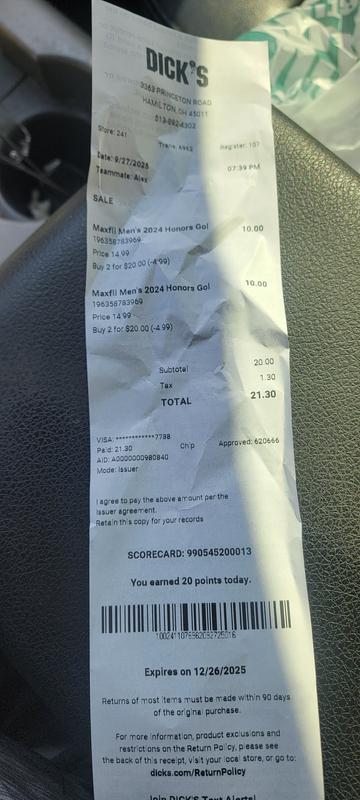 DICK'S
3363 PRINCETON ROAD
HAMILTON, OH 45011
513-892-4302
Store: 241 Trans: 6962 Register: 107
Date: 9/27/2025 07:39 PM
Teammate: Alex
SALE
Maxfli Men's 2024 Honors Gol 10.00
196358783969
Price 14.99
Buy 2 for $20.00 (-4.99)
Maxfli Men's 2024 Honors Gol 10.00
196358783969
Price 14.99
Buy 2 for $20.00 (-4.99)
Subtotal 20.00
Tax 1.30
TOTAL 21.30
VISA: ************7788
Paid: 21.30 Chip Approved: 620666
AID: A0000000980840
Mode: Issuer
I agree to pay the above amount per the
issuer agreement.
Retain this copy for your records
SCORECARD: 990545200013
You earned 20 points today.
Expires on 12/26/2025
Returns of most items must be made within 90 days
of the original purchase.
For more information, product exclusions and
restrictions on the Return Policy, please see
the back of this receipt, visit your local store, or go to:
dicks.com/ReturnPolicy
Join DICK'S Text Alerts!